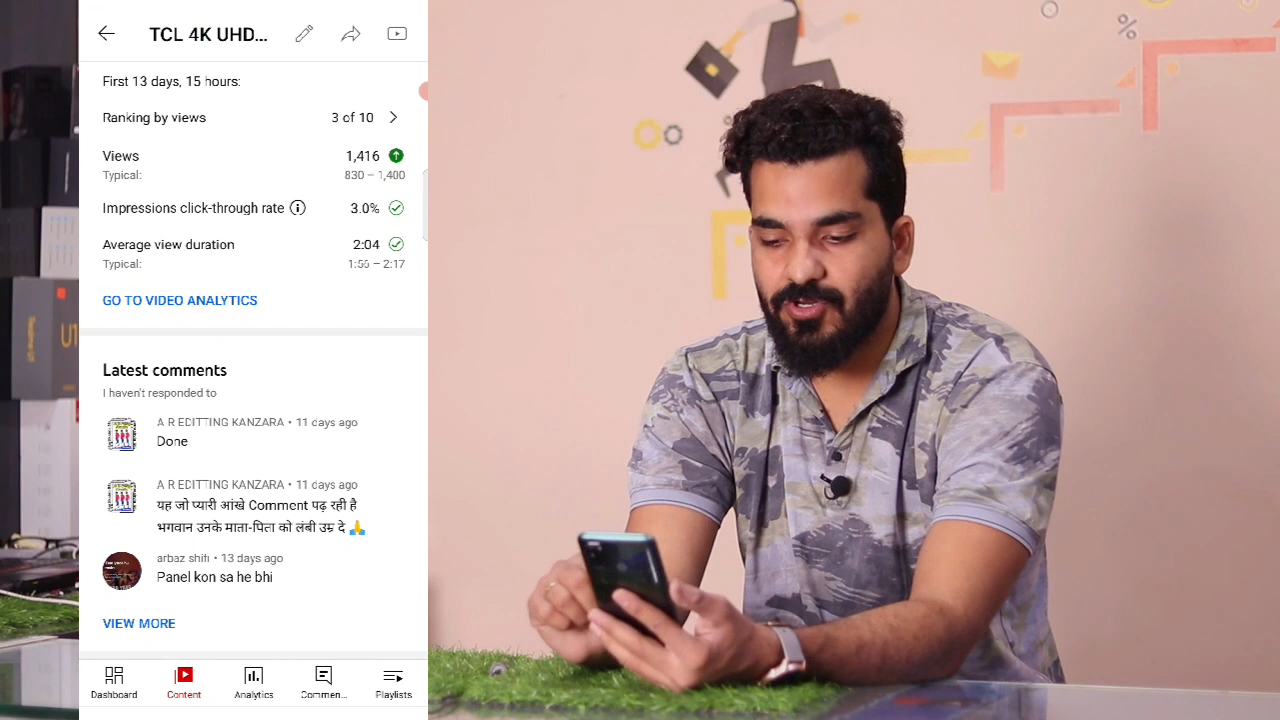 TCL 4K UHD...
First 13 days, 15 hours:
Ranking by views 3 of 10
Views 1,416
Typical: 830 – 1,400
Impressions click-through rate 3.0%
Average view duration 2:04
Typical: 1:56 – 2:17
GO TO VIDEO ANALYTICS
Latest comments
I haven't responded to
A R EDITTING KANZARA • 11 days ago
Done
A R EDITTING KANZARA • 11 days ago
यह जो प्यारी आंखे Comment पढ़ रही है
भगवान उनके माता-पिता को लंबी उम्र दे 🙏
arbaz shifi • 13 days ago
Panel kon sa he bhi
VIEW MORE
Dashboard Content Analytics Commen... Playlists
U1
%